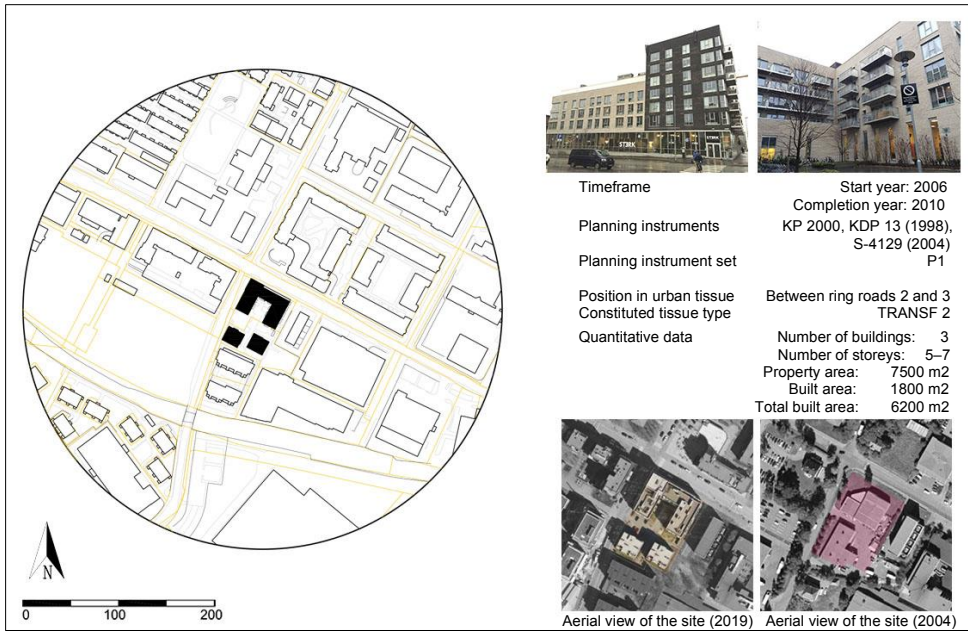 STÆRK
STÆRK
Timeframe
Start year: 2006
Completion year: 2010
Planning instruments
KP 2000, KDP 13 (1998),
S-4129 (2004)
Planning instrument set
P1
Position in urban tissue
Between ring roads 2 and 3
Constituted tissue type
TRANSF 2
Quantitative data
Number of buildings: 3
Number of storeys: 5–7
Property area: 7500 m2
Built area: 1800 m2
Total built area: 6200 m2
N
0 100 200
Aerial view of the site (2019)
Aerial view of the site (2004)